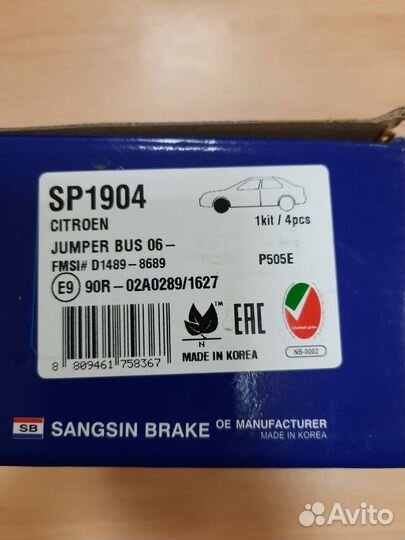 SP1904
CITROEN
1kit / 4pcs
JUMPER BUS 06-
FMSI# D1489-8689
P505E
E9 90R-02A0289/1627
TM
N
EAC
MADE IN KOREA
NB-0002
8 809461 758367
SB SANGSIN BRAKE OE MANUFACTURER
MADE IN KOREA
Avito